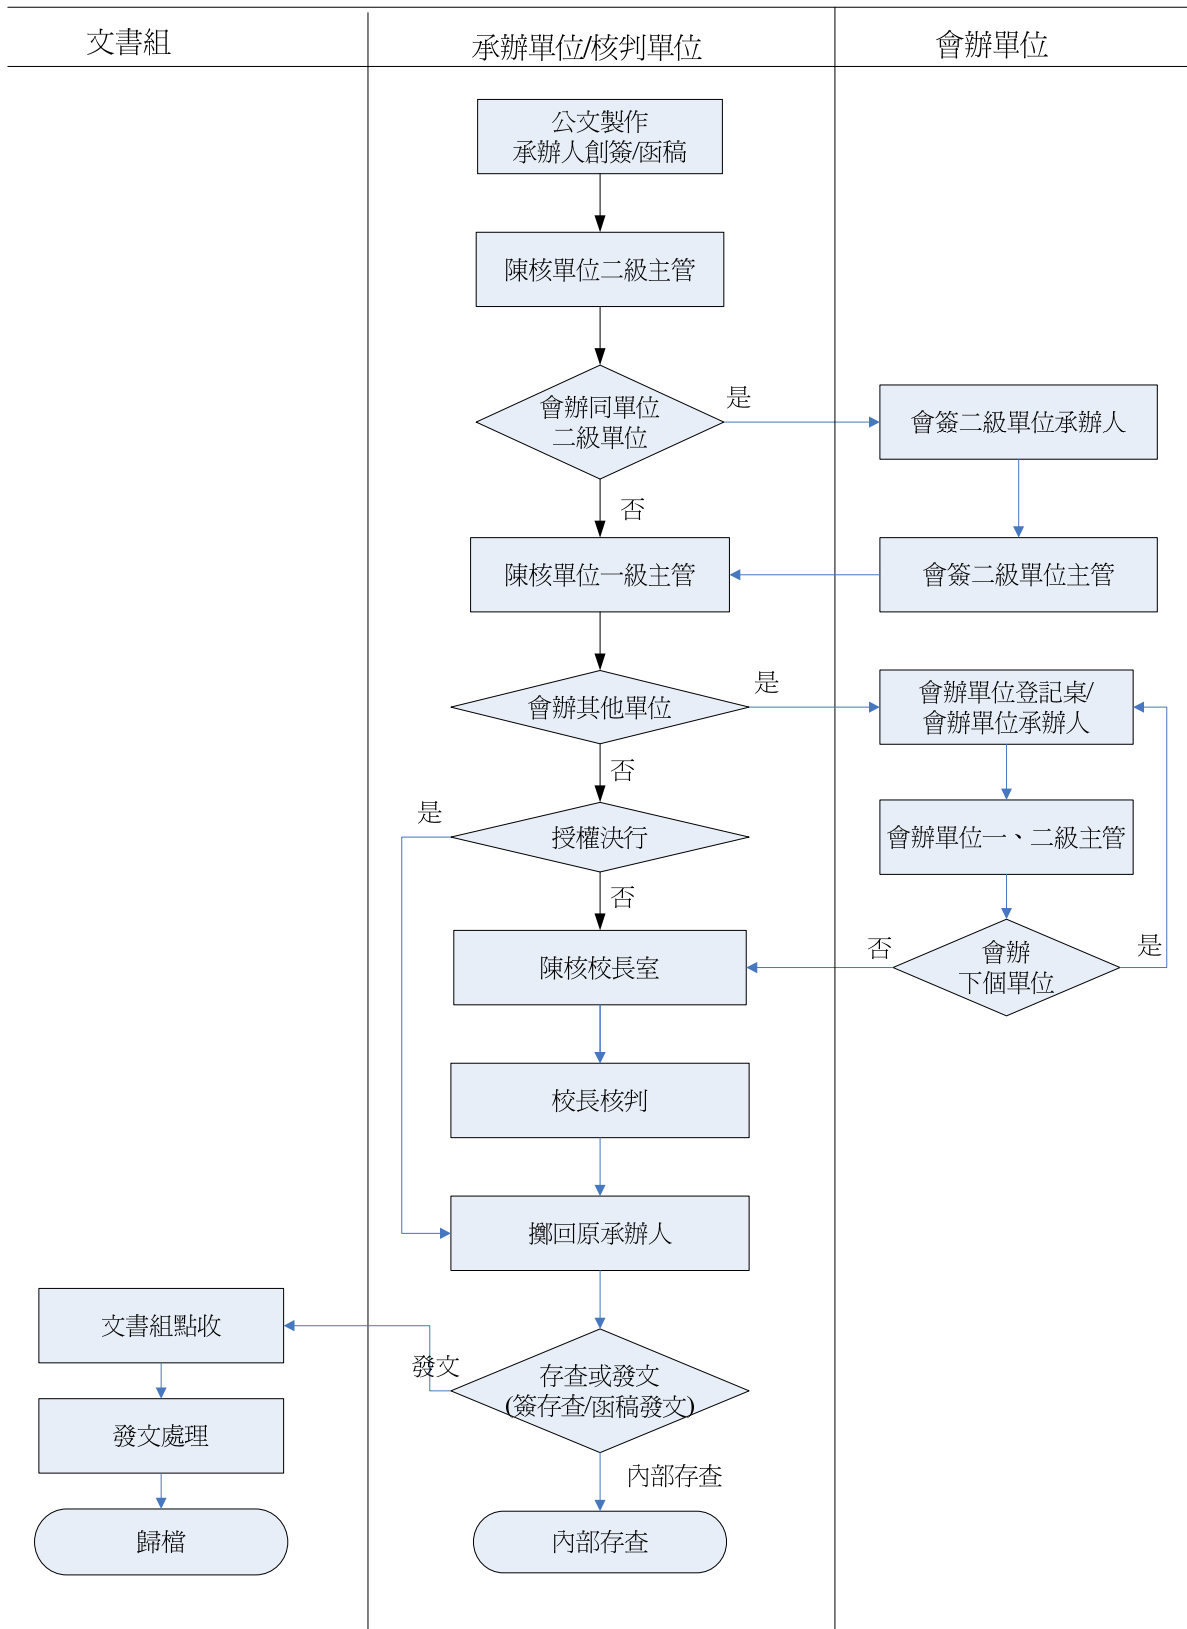 文書組
承辦單位/核判單位
會辦單位
公文製作
承辦人創簽/函稿
陳核單位二級主管
會辦同單位
二級單位
是
會簽二級單位承辦人
否
陳核單位一級主管
會簽二級單位主管
會辦其他單位
是
會辦單位登記桌/
會辦單位承辦人
否
是
授權決行
會辦單位一、二級主管
否
陳核校長室
否
會辦
下個單位
是
校長核判
擲回原承辦人
文書組點收
發文
存查或發文
(簽存查/函稿發文)
發文處理
內部存查
歸檔
內部存查